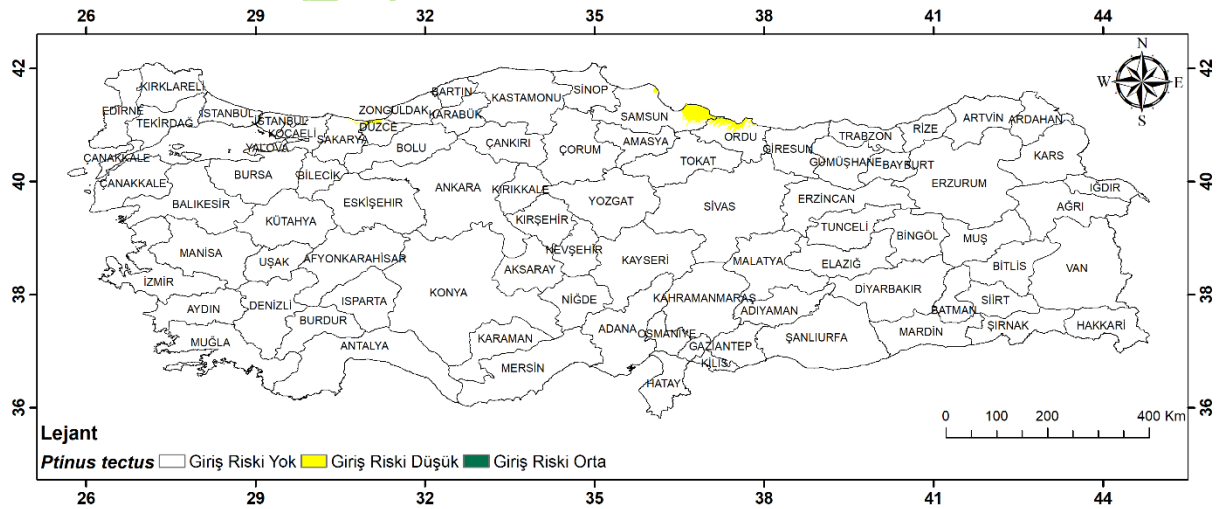 26 29 32 35 38 41 44
N
W E
S
42 42
KIRKLARELİ
EDİRNE
TEKİRDAĞ
İSTANBUL
İSTANBUL
KOCAELİ
YALOVA
SAKARYA
DÜZCE
ZONGULDAK
BARTIN
KARABÜK
KASTAMONU
SİNOP
SAMSUN
ORDU
GİRESUN
TRABZON
RİZE
ARTVİN
ARDAHAN
KARS
ÇANAKKALE
ÇANAKKALE
BURSA
BİLECİK
BOLU
ÇANKIRI
ÇORUM
AMASYA
TOKAT
GÜMÜŞHANE
BAYBURT
ERZURUM
IĞDIR
AĞRI
40 40
BALIKESİR
KÜTAHYA
ESKİŞEHİR
ANKARA
KIRIKKALE
KIRŞEHİR
YOZGAT
SİVAS
ERZİNCAN
TUNCELİ
BİNGÖL
MUŞ
MANİSA
UŞAK
AFYONKARAHİSAR
NEVŞEHİR
AKSARAY
KAYSERİ
MALATYA
ELAZIĞ
BİTLİS
VAN
İZMİR
38 38
AYDIN
DENİZLİ
ISPARTA
BURDUR
KONYA
NİĞDE
KAHRAMANMARAŞ
ADIYAMAN
DİYARBAKIR
BATMAN
SİİRT
MUĞLA
ANTALYA
KARAMAN
MERSİN
ADANA
OSMANİYE
GAZİANTEP
KİLİS
HATAY
ŞANLIURFA
MARDİN
ŞIRNAK
HAKKARİ
36 36
0 100 200 400 Km
Lejant
Ptinus tectus Giriş Riski Yok Giriş Riski Düşük Giriş Riski Orta
26 29 32 35 38 41 44